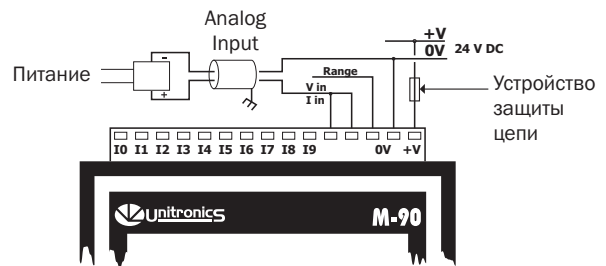 Analog
Input
+V
0V
24 V DC
Питание
-
+
Range
V in
I in
Устройство
защиты
цепи
I0 I1 I2 I3 I4 I5 I6 I7 I8 I9 0V +V
Unitronics
M-90